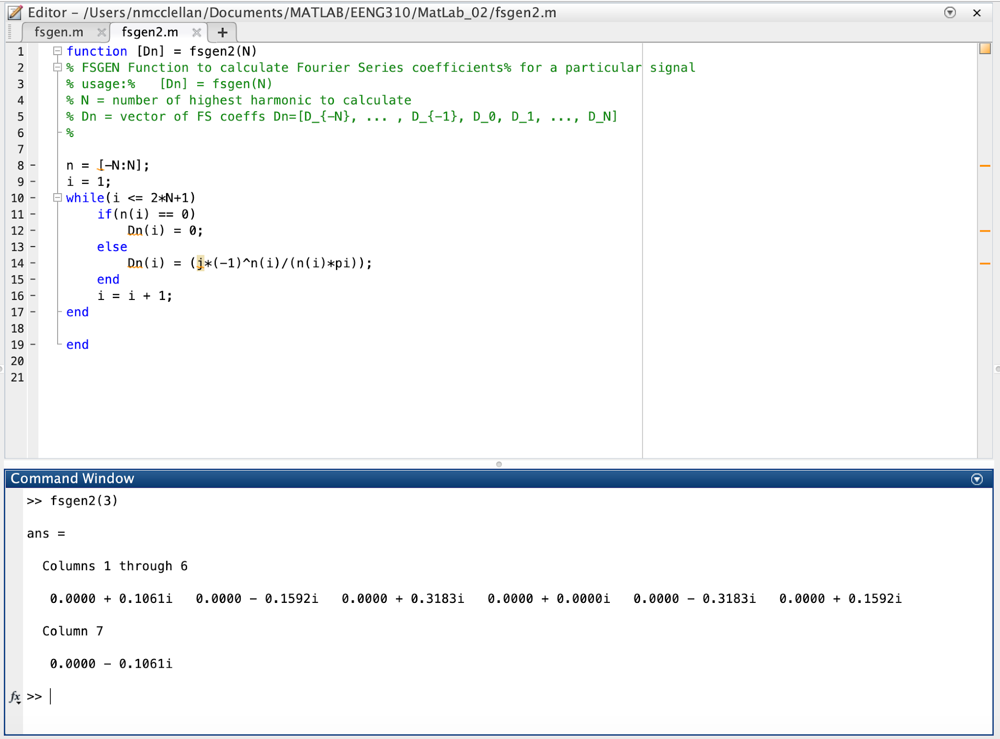 Editor – /Users/nmcclellan/Documents/MATLAB/EENG310/MatLab_02/fsgen2.m
fsgen.m fsgen2.m +
1 function [Dn] = fsgen2(N)
2 % FSGEN Function to calculate Fourier Series coefficients% for a particular signal
3 % usage:%   [Dn] = fsgen(N)
4 % N = number of highest harmonic to calculate
5 % Dn = vector of FS coeffs Dn=[D_{-N}, ... , D_{-1}, D_0, D_1, ..., D_N]
6 %
7
8 - n = [-N:N];
9 - i = 1;
10 - while(i <= 2*N+1)
11 -     if(n(i) == 0)
12 -         Dn(i) = 0;
13 -     else
14 -         Dn(i) = (j*(-1)^n(i)/(n(i)*pi));
15 -     end
16 -     i = i + 1;
17 - end
18
19 - end
20
21
Command Window
>> fsgen2(3)
ans =
Columns 1 through 6
0.0000 + 0.1061i   0.0000 - 0.1592i   0.0000 + 0.3183i   0.0000 + 0.0000i   0.0000 - 0.3183i   0.0000 + 0.1592i
Column 7
0.0000 - 0.1061i
fx >>